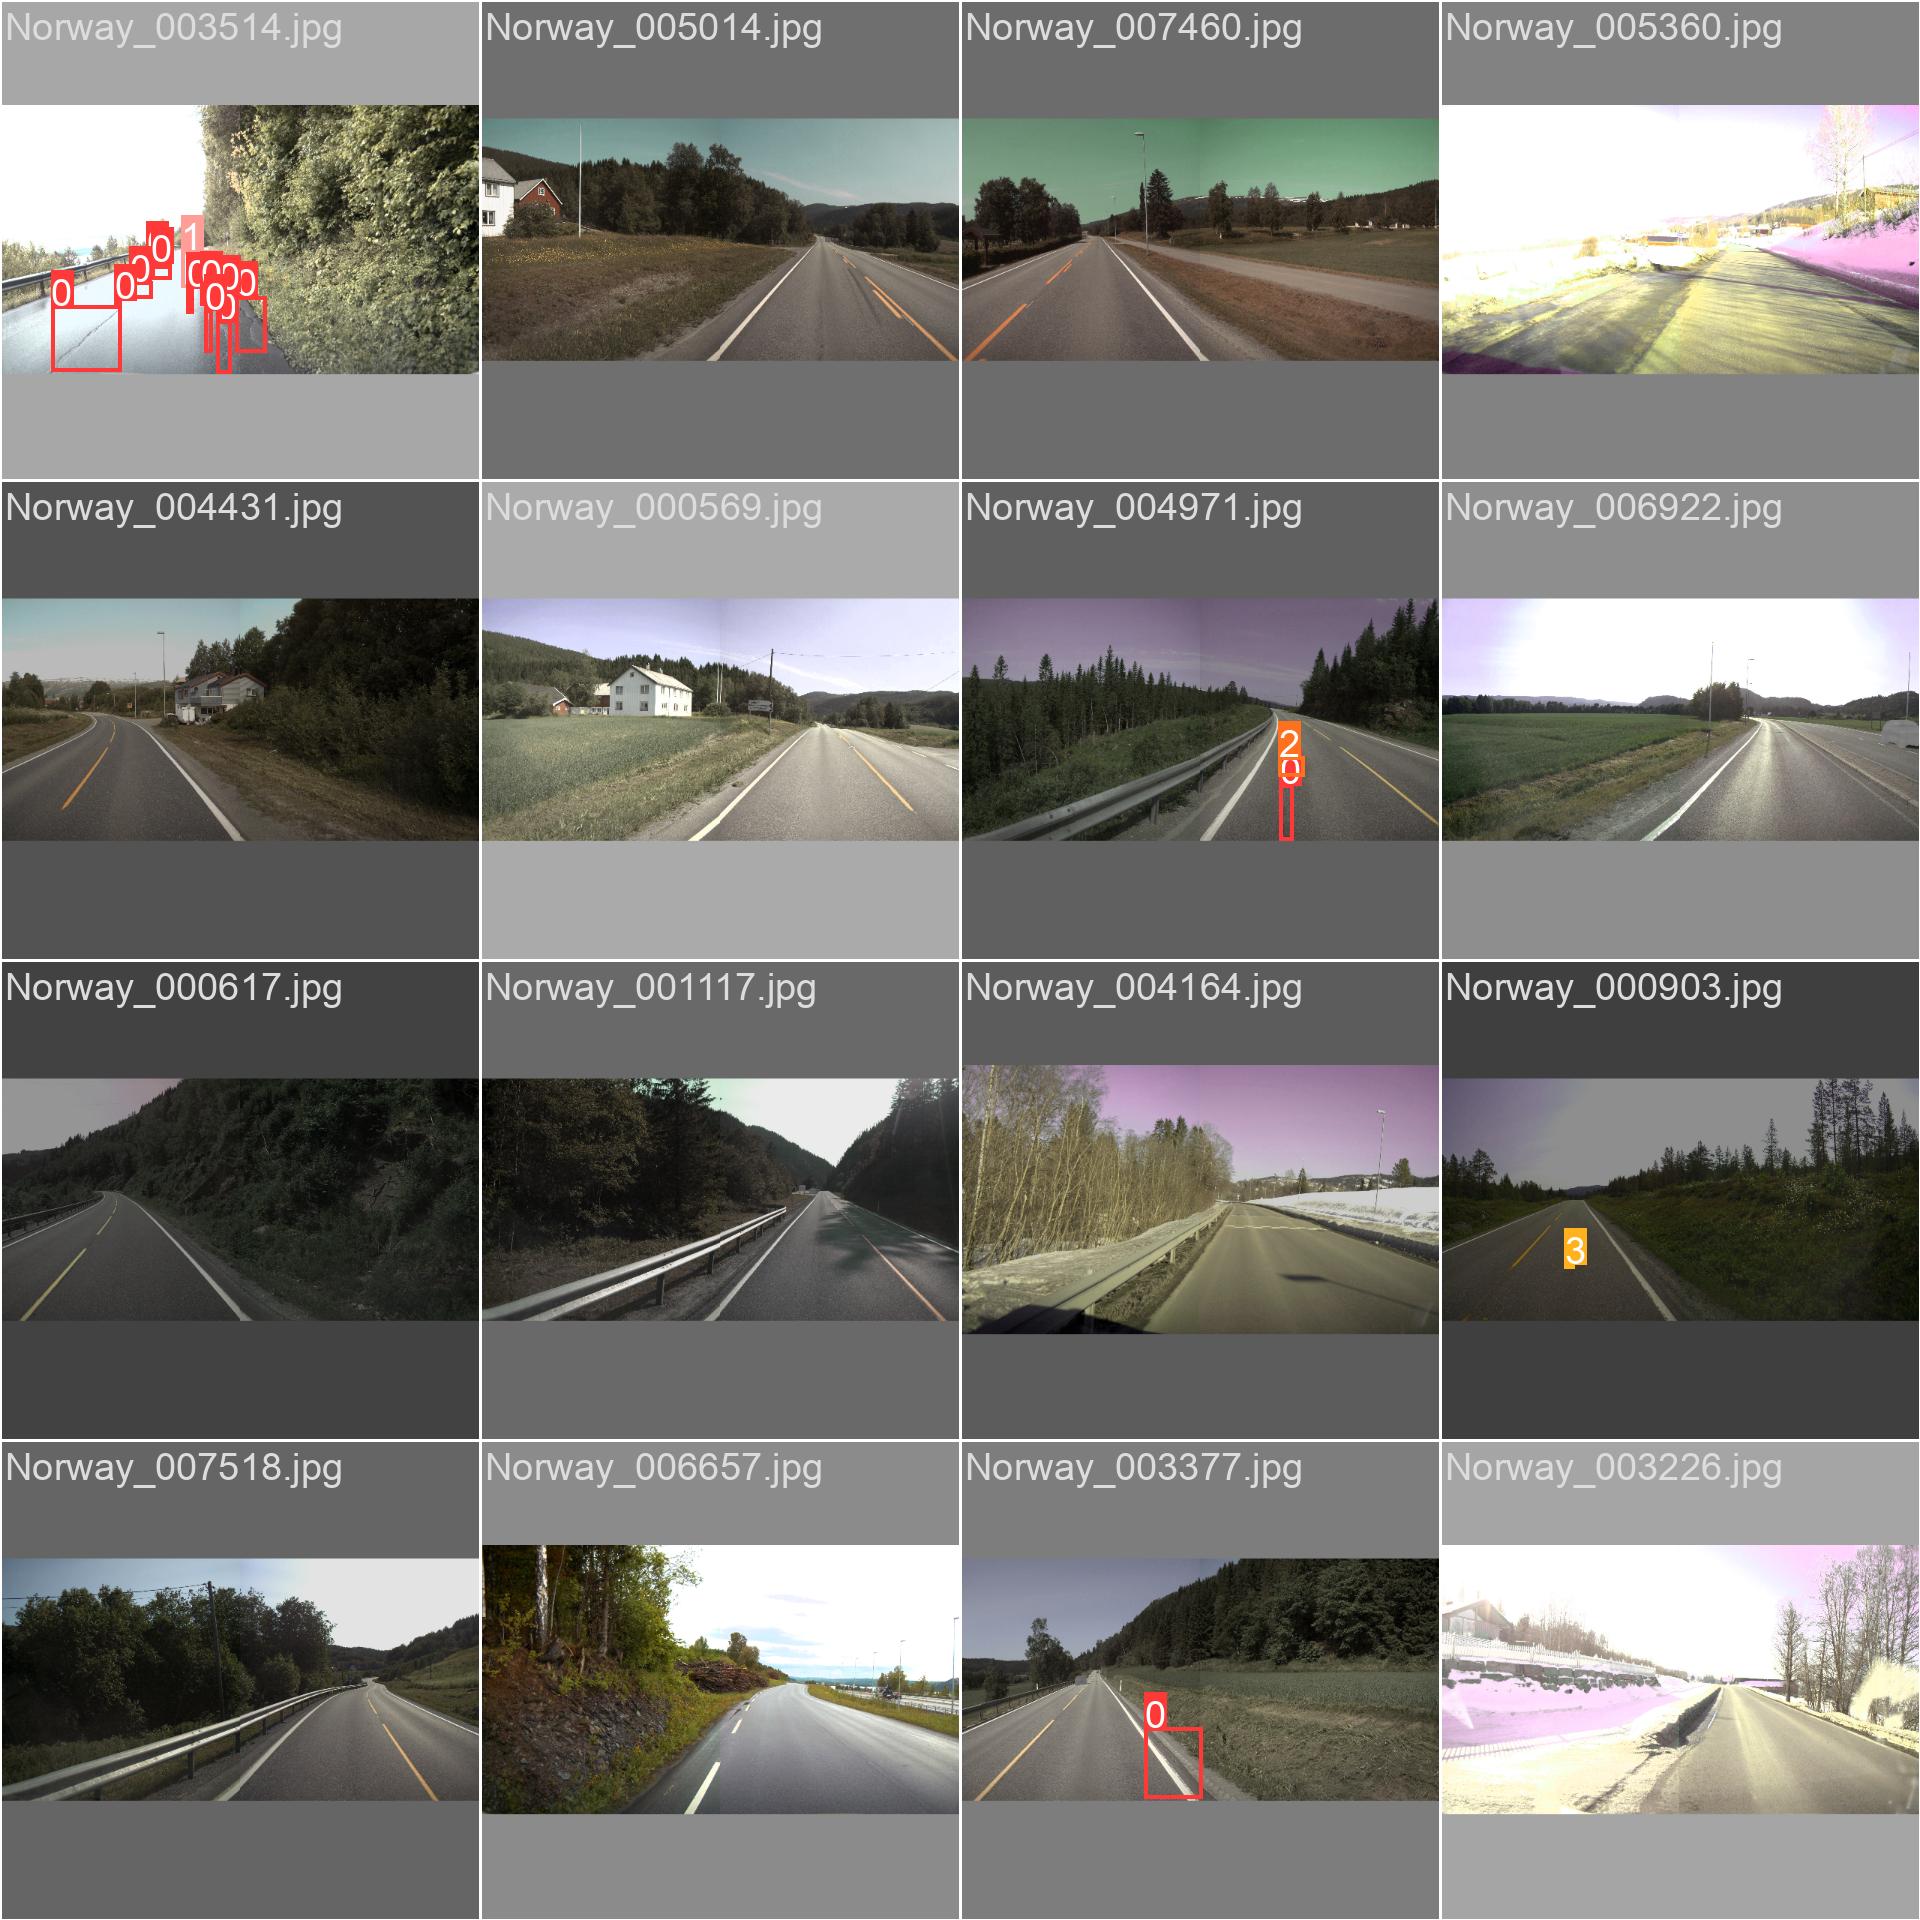 Norway_003514.jpg
Norway_005014.jpg
Norway_007460.jpg
Norway_005360.jpg
1
0
0
0
0
0
0
0
0
0
0
Norway_004431.jpg
Norway_000569.jpg
Norway_004971.jpg
Norway_006922.jpg
2
0
Norway_000617.jpg
Norway_001117.jpg
Norway_004164.jpg
Norway_000903.jpg
3
Norway_007518.jpg
Norway_006657.jpg
Norway_003377.jpg
Norway_003226.jpg
0